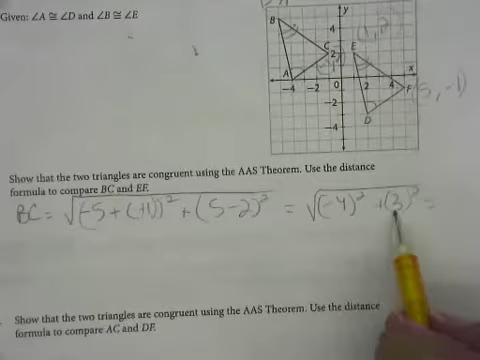 Given: ∠A ≅ ∠D and ∠B ≅ ∠E
B
y
4
C
2
E
(1, 2)
A
-4
-2
0
2
4
x
F
(5, -1)
-2
D
-4
Show that the two triangles are congruent using the AAS Theorem. Use the distance
formula to compare BC and EF.
BC = √(-5+(+1))² + (5-2)² = √(-4)² + (3)² =
Show that the two triangles are congruent using the AAS Theorem. Use the distance
formula to compare AC and DF.